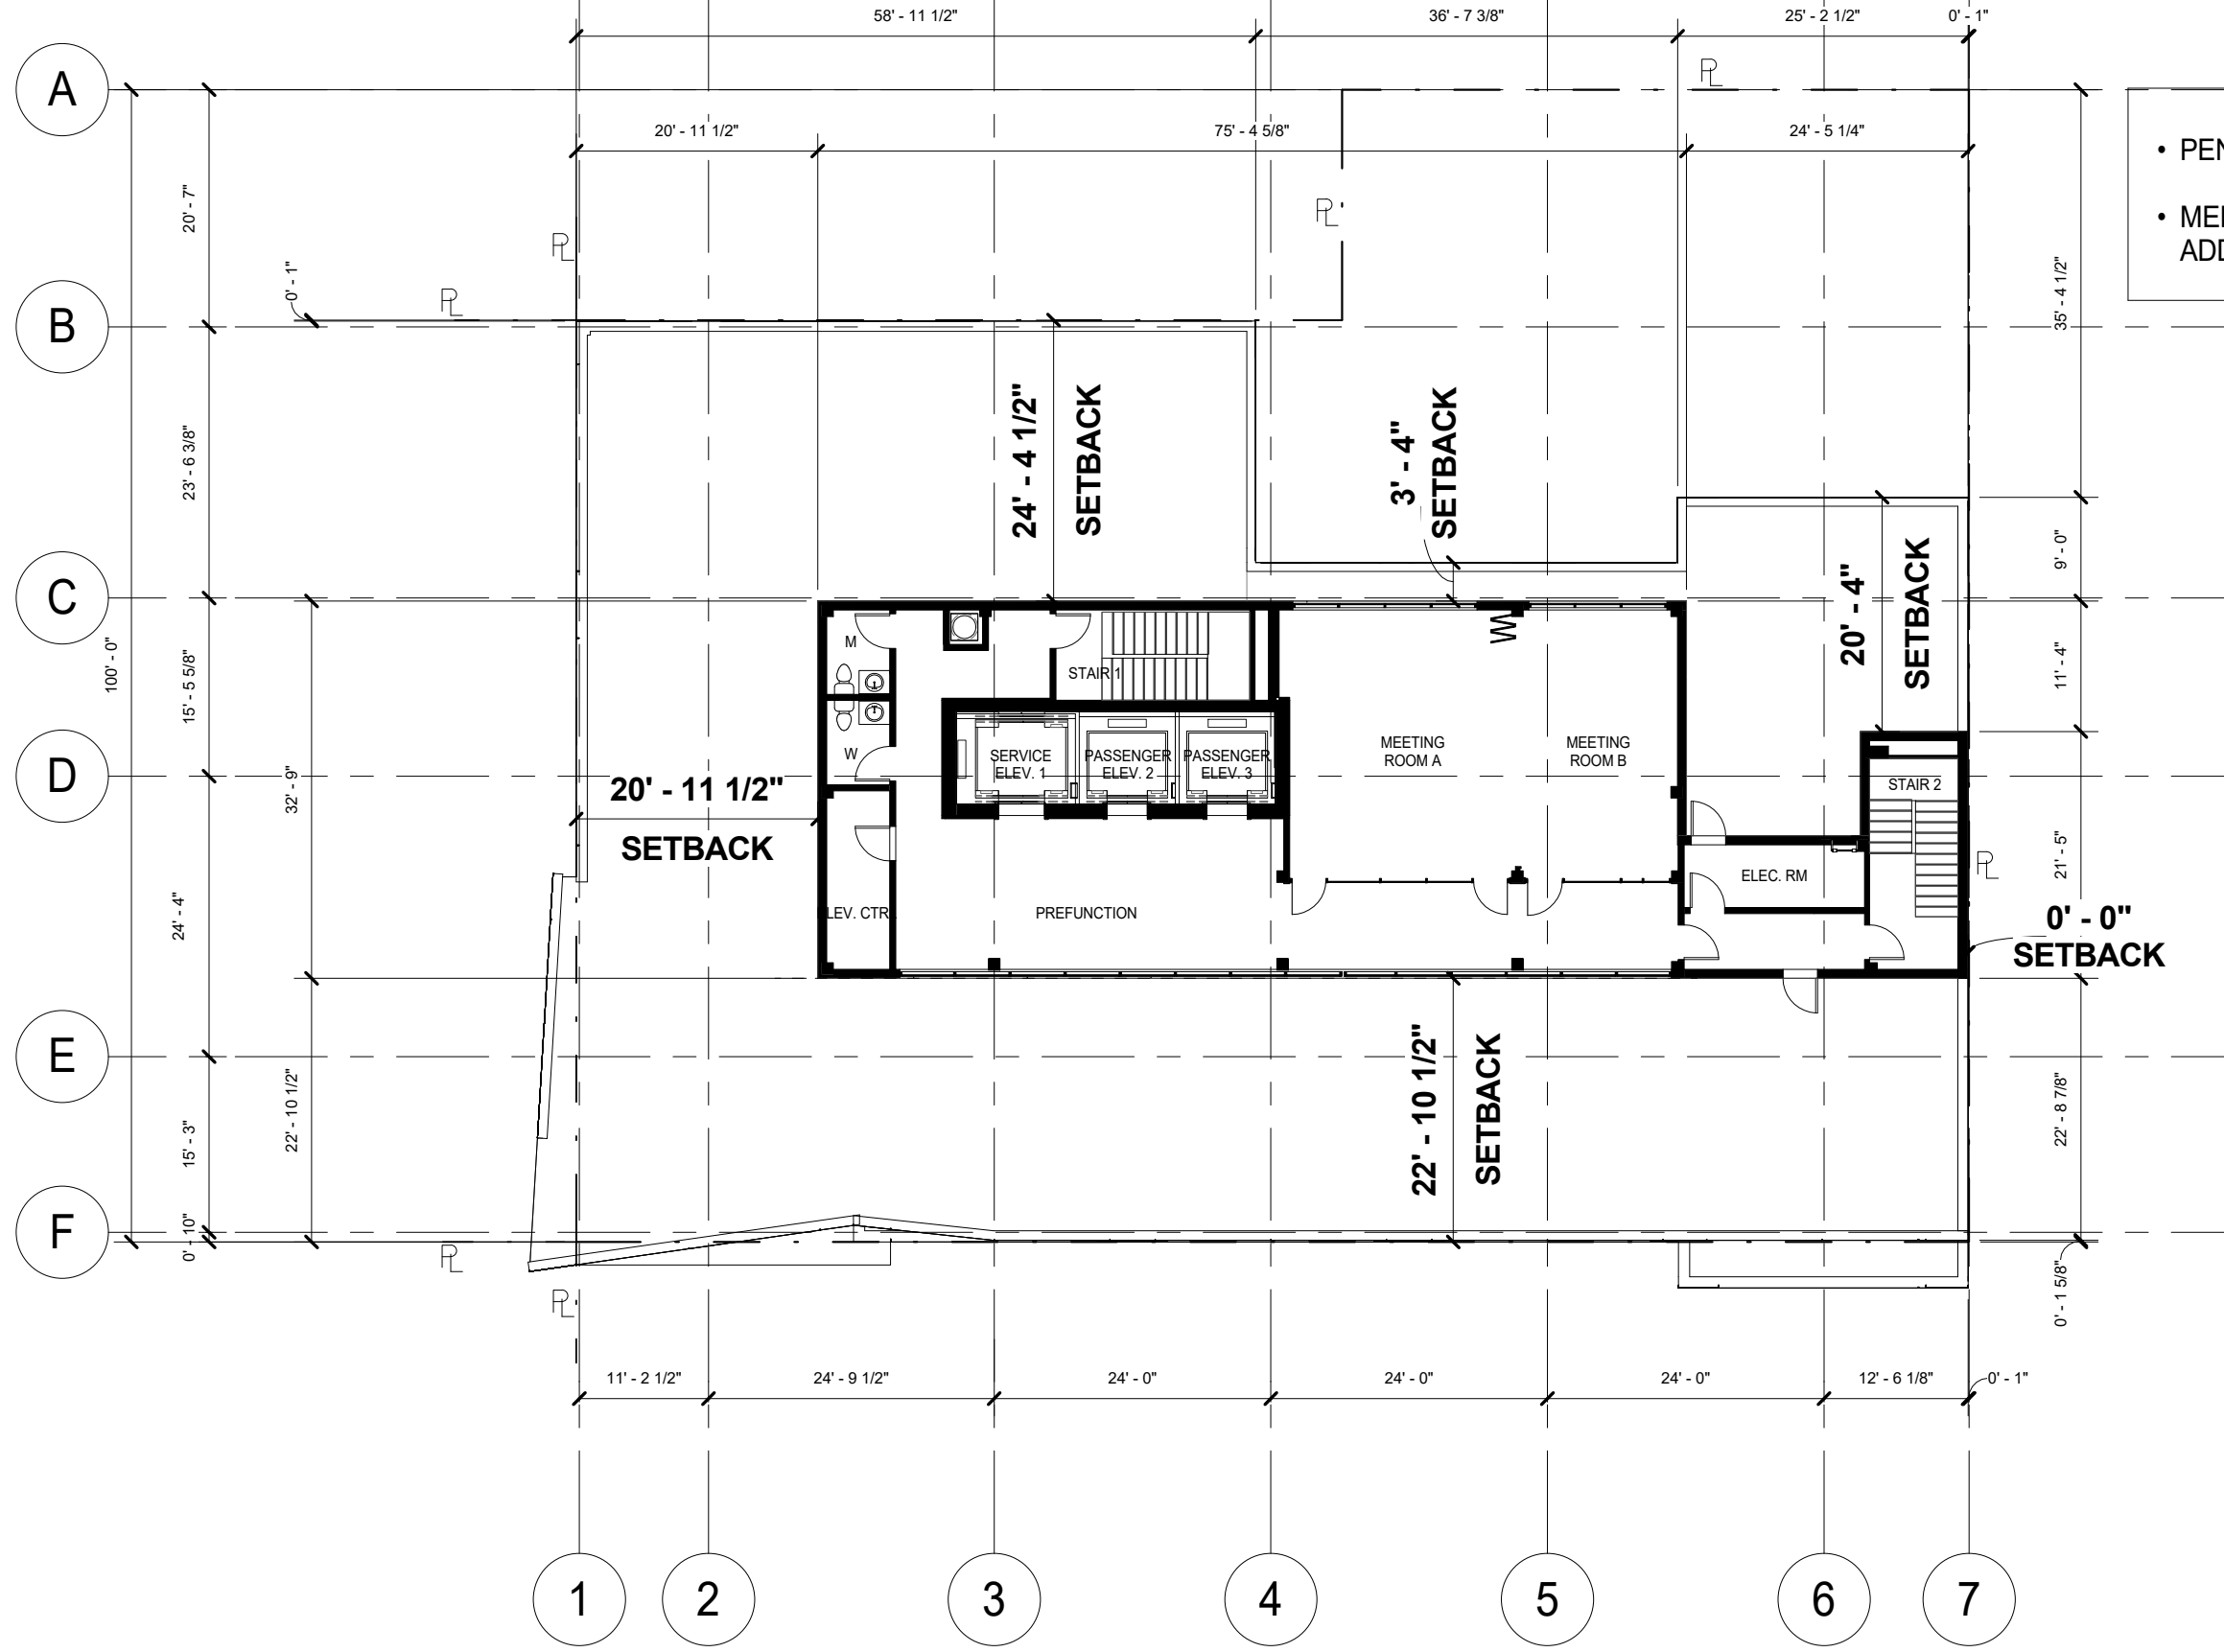 58' - 11 1/2"
36' - 7 3/8"
25' - 2 1/2"
0' - 1"
A
PL
20' - 11 1/2"
75' - 4 5/8"
24' - 5 1/4"
20' - 7"
PL
PL
0' - 1"
PL
35' - 4 1/2"
B
24' - 4 1/2"
SETBACK
3' - 4"
SETBACK
23' - 6 3/8"
9' - 0"
C
100' - 0"
15' - 5 5/8"
M
STAIR 1
20' - 4"
SETBACK
11' - 4"
D
32' - 9"
20' - 11 1/2"
SETBACK
W
SERVICE
ELEV. 1
PASSENGER
ELEV. 2
PASSENGER
ELEV. 3
MEETING
ROOM A
MEETING
ROOM B
STAIR 2
21' - 5"
PL
24' - 4"
LEV. CTR
PREFUNCTION
ELEC. RM
0' - 0"
SETBACK
E
22' - 10 1/2"
15' - 3"
22' - 10 1/2"
SETBACK
22' - 8 7/8"
F
0' - 10"
PL
PL
0' - 1 5/8"
11' - 2 1/2"
24' - 9 1/2"
24' - 0"
24' - 0"
24' - 0"
12' - 6 1/8"
0' - 1"
1
2
3
4
5
6
7
• PEN
• ADD